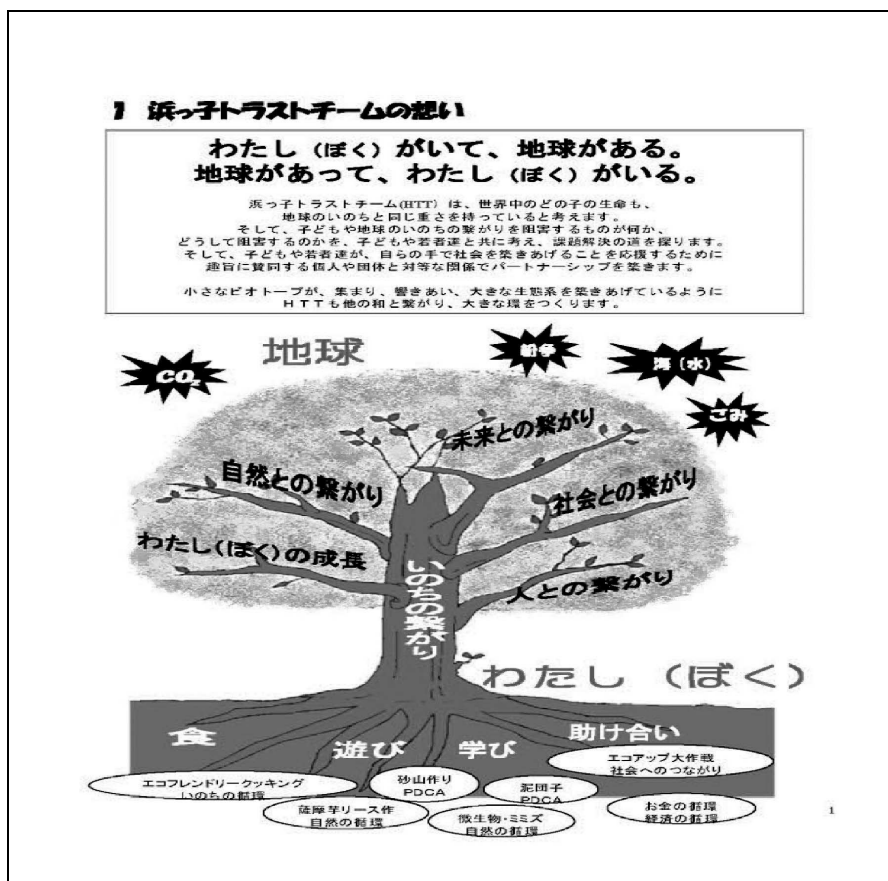 1 浜っ子トラストチームの想い
わたし（ぼく）がいて、地球がある。
地球があって、わたし（ぼく）がいる。
浜っ子トラストチーム(HTT) は、世界中のどの子の生命も、
地球のいのちと同じ重さを持っていると考えます。
そして、子どもや地球のいのちの繋がりを阻害するものが何か、
どうして阻害するのかを、子どもや若者達と共に考え、課題解決の道を探ります。
そして、子どもや若者達が、自らの手で社会を築きあげることを応援するために
趣旨に賛同する個人や団体と対等な関係でパートナーシップを築きます。
小さなビオトープが、集まり、響きあい、大きな生態系を築きあげているように
ＨＴＴも他の和と繋がり、大きな環をつくります。
地球
紛争
海（水）
CO₂
ごみ
未来との繋がり
自然との繋がり
社会との繋がり
わたし(ぼく)の成長
人との繋がり
いのちの繋がり
わたし（ぼく）
食
遊び
学び
助け合い
エコアップ大作戦
社会へのつながり
エコフレンドリークッキング
いのちの循環
砂山作り
PDCA
泥団子
PDCA
薩摩芋リース作
自然の循環
微生物・ミミズ
自然の循環
お金の循環
経済の循環
1